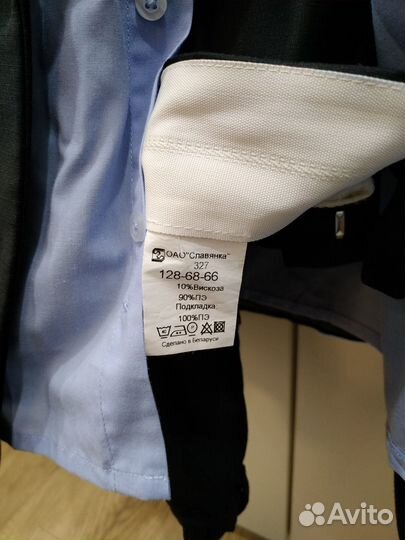 ОАО "Славянка"
327
128-68-66
10%Вискоза
90%ПЭ
Подкладка
100%ПЭ
Сделано в Беларуси
Avito